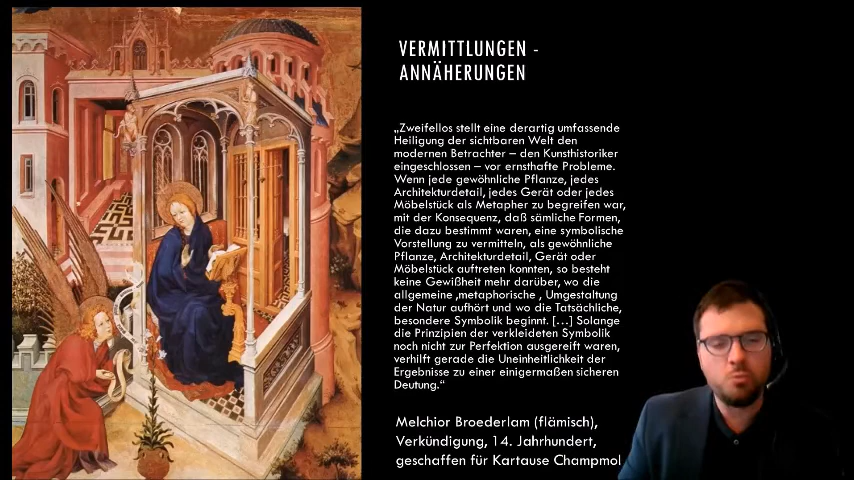 VERMITTLUNGEN -
ANNÄHERUNGEN
„Zweifellos stellt eine derartig umfassende
Heiligung der sichtbaren Welt den
modernen Betrachter – den Kunsthistoriker
eingeschlossen – vor ernsthafte Probleme.
Wenn jede gewöhnliche Pflanze, jedes
Architekturdetail, jedes Gerät oder jedes
Möbelstück als Metapher zu begreifen war,
mit der Konsequenz, daß sämliche Formen,
die dazu bestimmt waren, eine symbolische
Vorstellung zu vermitteln, als gewöhnliche
Pflanze, Architekturdetail, Gerät oder
Möbelstück auftreten konnten, so besteht
keine Gewißheit mehr darüber, wo die
allgemeine ‚metaphorische‚ Umgestaltung
der Natur aufhört und wo die Tatsächliche,
besondere Symbolik beginnt. […] Solange
die Prinzipien der verkleideten Symbolik
noch nicht zur Perfektion ausgereift waren,
verhilft gerade die Uneinheitlichkeit der
Ergebnisse zu einer einigermaßen sicheren
Deutung."
Melchior Broederlam (flämisch),
Verkündigung, 14. Jahrhundert,
geschaffen für Kartause Champmol